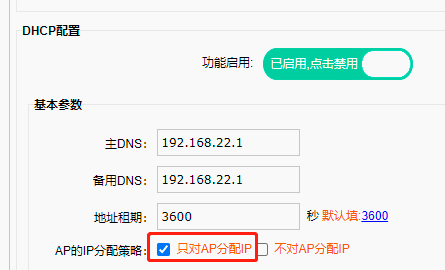 DHCP配置
功能启用: 已启用,点击禁用
基本参数
主DNS: 192.168.22.1
备用DNS: 192.168.22.1
地址租期: 3600 秒 默认填:3600
AP的IP分配策略: 只对AP分配IP 不对AP分配IP